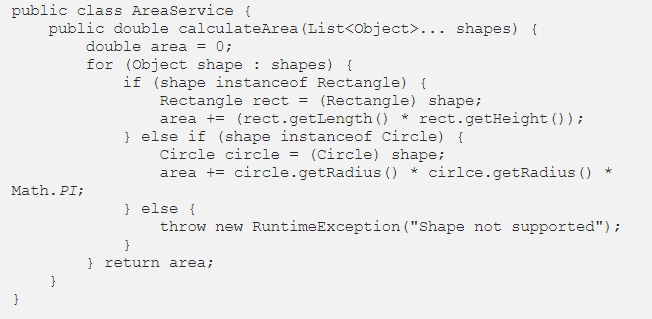 public class AreaService {
    public double calculateArea(List<Object>... shapes) {
        double area = 0;
        for (Object shape : shapes) {
            if (shape instanceof Rectangle) {
                Rectangle rect = (Rectangle) shape;
                area += (rect.getLength() * rect.getHeight());
            } else if (shape instanceof Circle) {
                Circle circle = (Circle) shape;
                area += circle.getRadius() * cirlce.getRadius() *
Math.PI;
            } else {
                throw new RuntimeException("Shape not supported");
            }
        } return area;
    }
}